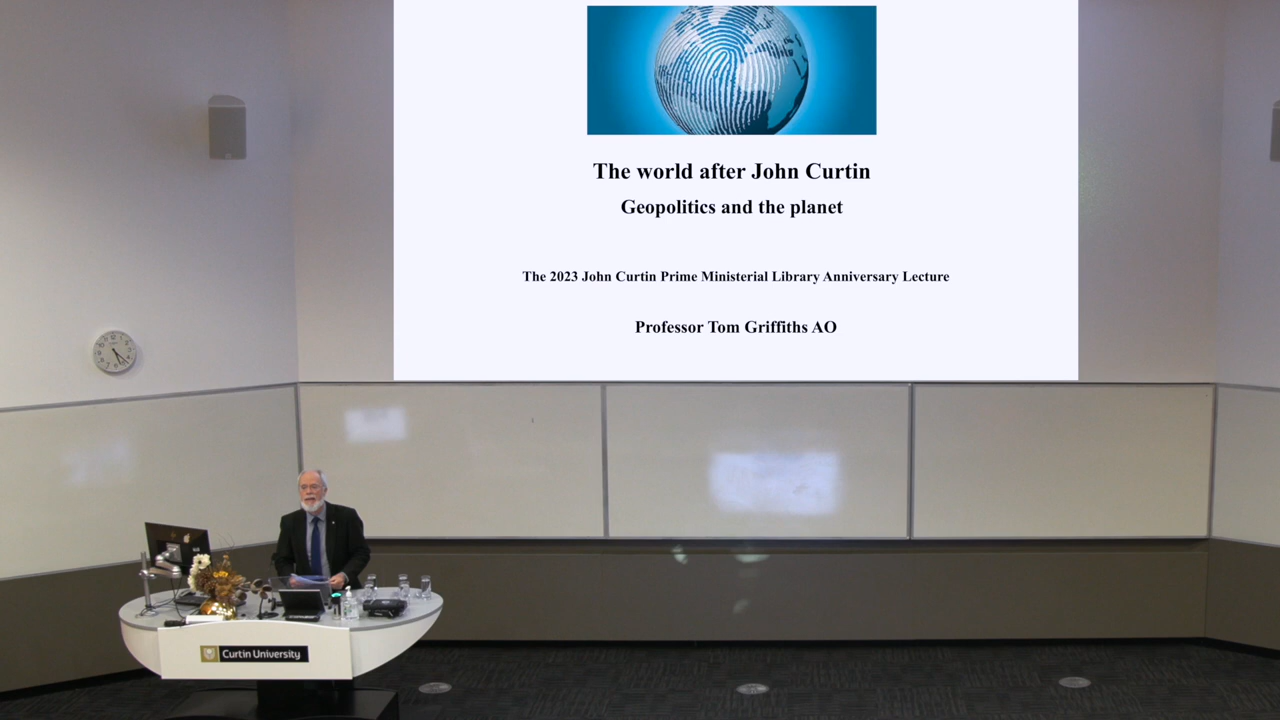 The world after John Curtin
Geopolitics and the planet
The 2023 John Curtin Prime Ministerial Library Anniversary Lecture
Professor Tom Griffiths AO
Curtin University